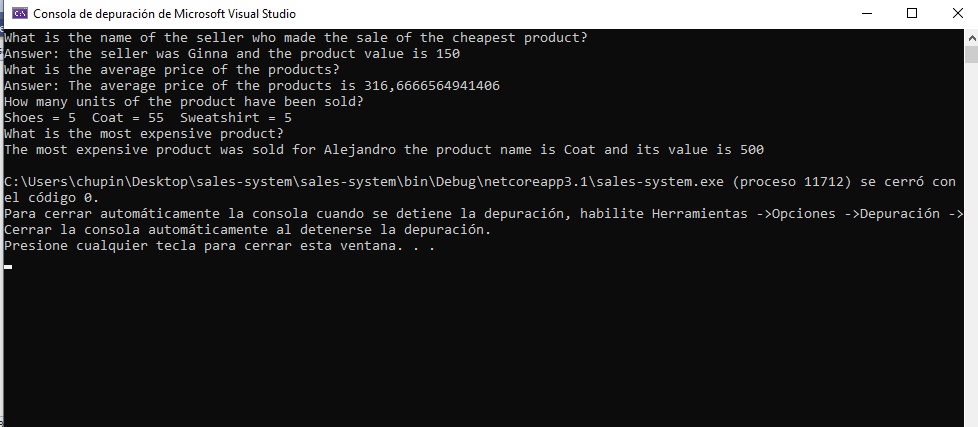 Consola de depuración de Microsoft Visual Studio
What is the name of the seller who made the sale of the cheapest product?
Answer: the seller was Ginna and the product value is 150
What is the average price of the products?
Answer: The average price of the products is 316,6666564941406
How many units of the product have been sold?
Shoes = 5  Coat = 55  Sweatshirt = 5
What is the most expensive product?
The most expensive product was sold for Alejandro the product name is Coat and its value is 500
C:\Users\chupin\Desktop\sales-system\sales-system\bin\Debug\netcoreapp3.1\sales-system.exe (proceso 11712) se cerró con
el código 0.
Para cerrar automáticamente la consola cuando se detiene la depuración, habilite Herramientas ->Opciones ->Depuración ->
Cerrar la consola automáticamente al detenerse la depuración.
Presione cualquier tecla para cerrar esta ventana. . .